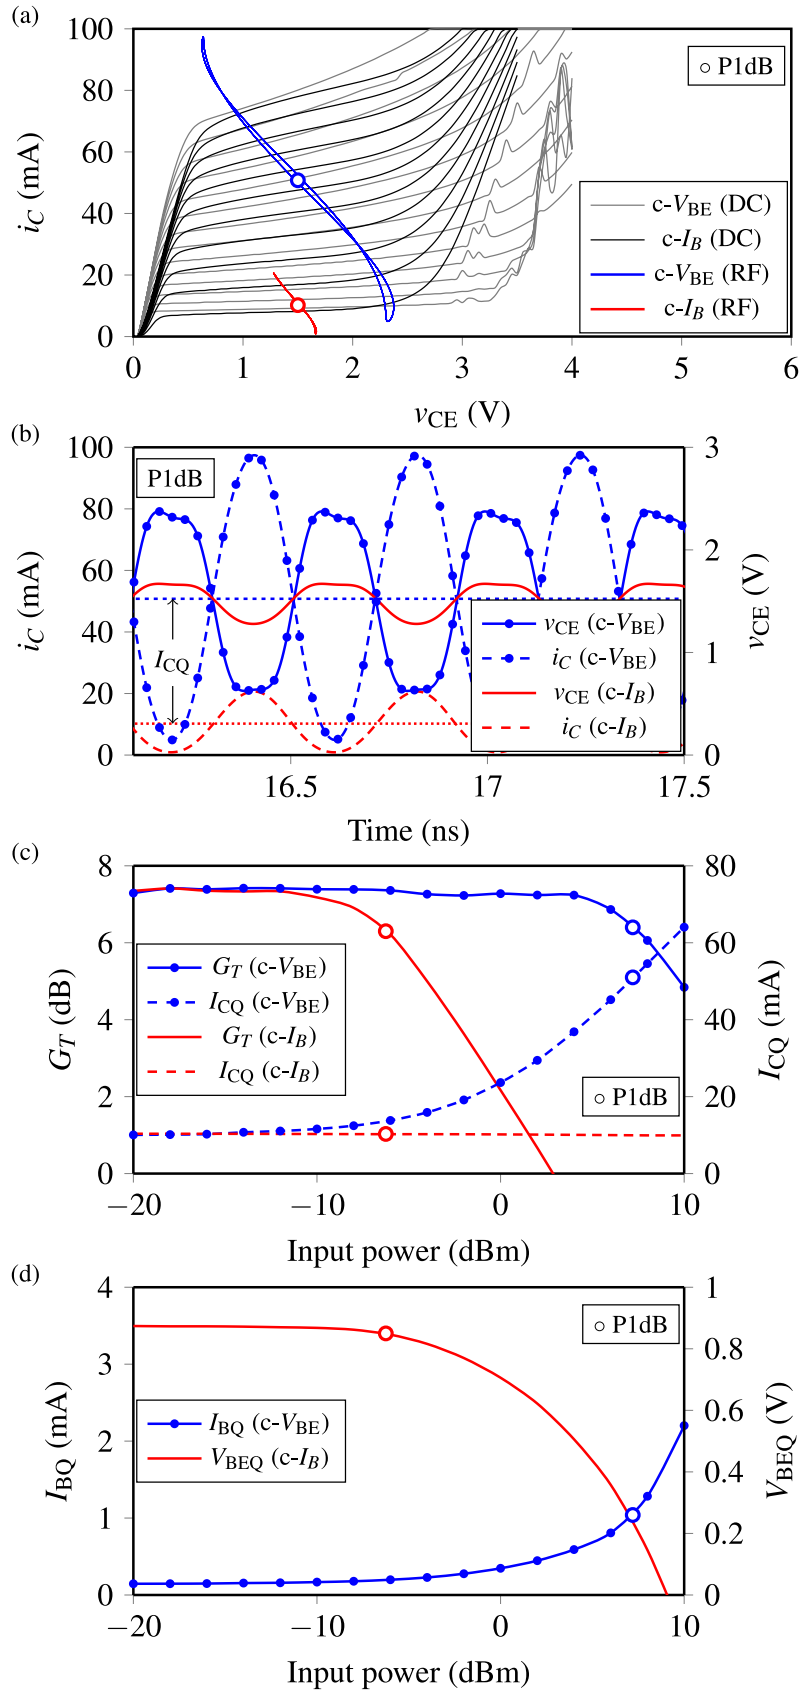 (a)
100
80
60
40
20
0
i_C (mA)
P1dB
c-V_BE (DC)
c-I_B (DC)
c-V_BE (RF)
c-I_B (RF)
0 1 2 3 4 5 6
v_CE (V)
(b)
100 3
80
60 2
40 1
20
0 0
i_C (mA)
v_CE (V)
P1dB
I_CQ
v_CE (c-V_BE)
i_C (c-V_BE)
v_CE (c-I_B)
i_C (c-I_B)
16.5 17 17.5
Time (ns)
(c)
8 80
6 60
4 40
2 20
0 0
G_T (dB)
I_CQ (mA)
G_T (c-V_BE)
I_CQ (c-V_BE)
G_T (c-I_B)
I_CQ (c-I_B)
P1dB
−20 −10 0 10
Input power (dBm)
(d)
4 1
3 0.8
0.6
2 0.4
1 0.2
0 0
I_BQ (mA)
V_BEQ (V)
P1dB
I_BQ (c-V_BE)
V_BEQ (c-I_B)
−20 −10 0 10
Input power (dBm)